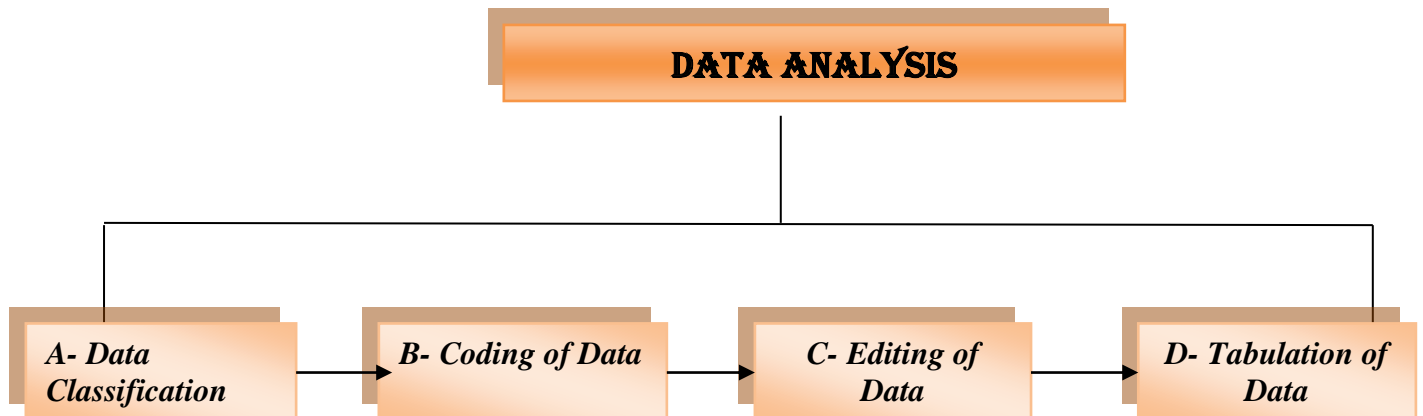 DATA ANALYSIS
A- Data
Classification
B- Coding of Data
C- Editing of
Data
D- Tabulation of
Data